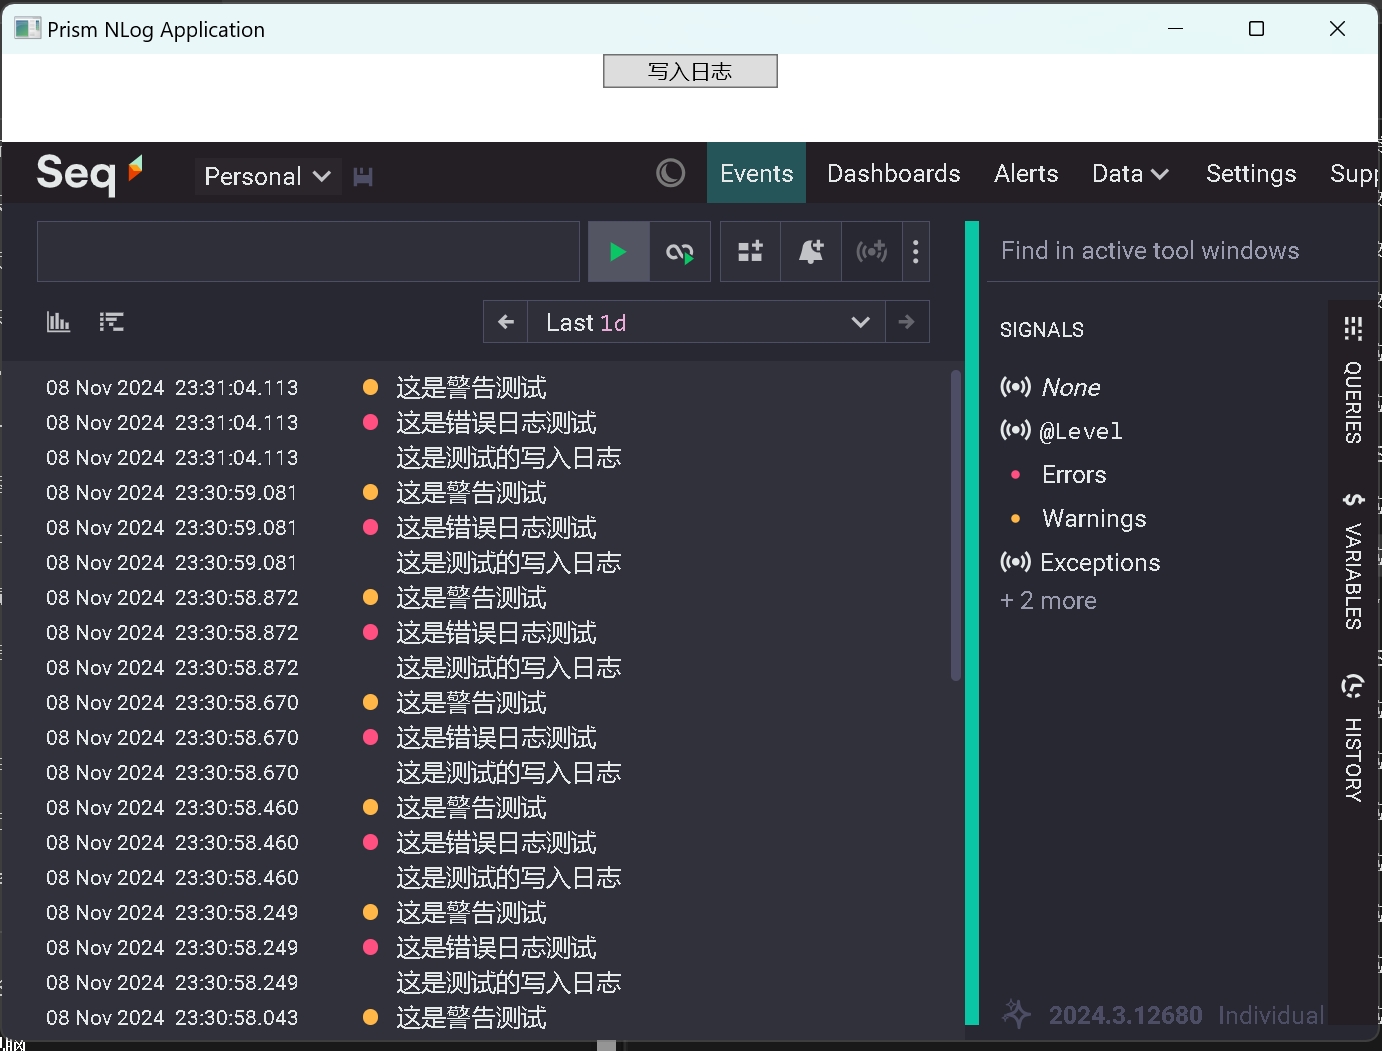 Prism NLog Application
写入日志
Seq Personal Events Dashboards Alerts Data Settings Supp
Find in active tool windows
Last 1d
08 Nov 2024 23:31:04.113 这是警告测试
08 Nov 2024 23:31:04.113 这是错误日志测试
08 Nov 2024 23:31:04.113 这是测试的写入日志
08 Nov 2024 23:30:59.081 这是警告测试
08 Nov 2024 23:30:59.081 这是错误日志测试
08 Nov 2024 23:30:59.081 这是测试的写入日志
08 Nov 2024 23:30:58.872 这是警告测试
08 Nov 2024 23:30:58.872 这是错误日志测试
08 Nov 2024 23:30:58.872 这是测试的写入日志
08 Nov 2024 23:30:58.670 这是警告测试
08 Nov 2024 23:30:58.670 这是错误日志测试
08 Nov 2024 23:30:58.670 这是测试的写入日志
08 Nov 2024 23:30:58.460 这是警告测试
08 Nov 2024 23:30:58.460 这是错误日志测试
08 Nov 2024 23:30:58.460 这是测试的写入日志
08 Nov 2024 23:30:58.249 这是警告测试
08 Nov 2024 23:30:58.249 这是错误日志测试
08 Nov 2024 23:30:58.249 这是测试的写入日志
08 Nov 2024 23:30:58.043 这是警告测试
SIGNALS
None
@Level
Errors
Warnings
Exceptions
+ 2 more
QUERIES
VARIABLES
HISTORY
2024.3.12680 Individual